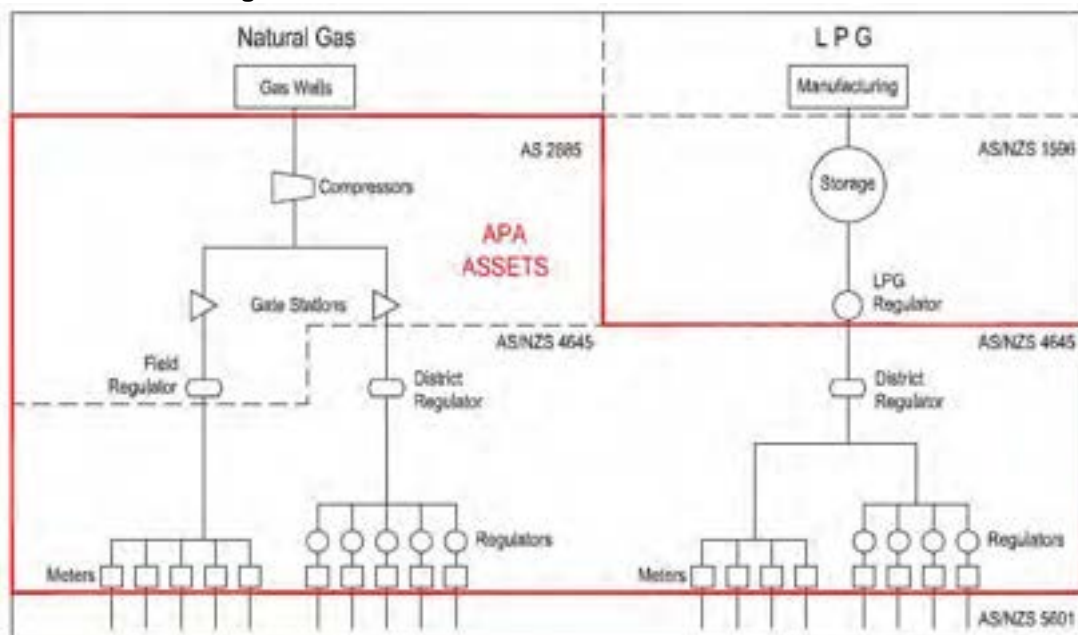 Natural Gas
L P G
Gas Wells
Manufacturing
AS 2885
AS/NZS 1596
Compressors
Storage
APA
ASSETS
LPG
Regulator
Gate Stations
AS/NZS 4645
AS/NZS 4645
Field
Regulator
District
Regulator
District
Regulator
Regulators
Regulators
Meters
Meters
AS/NZS 5601